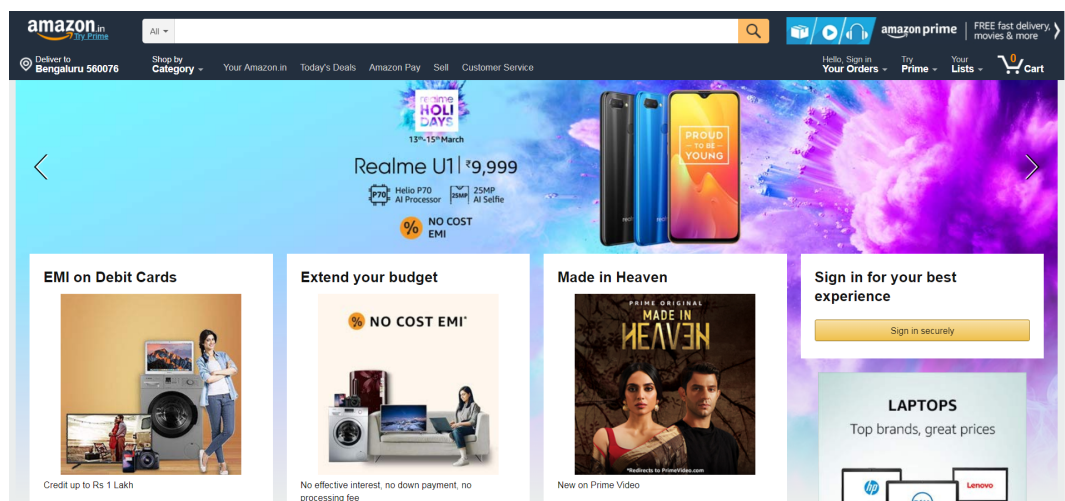 amazon.in
Try Prime
All
amazon prime
FREE fast delivery,
movies & more
Deliver to
Bengaluru 560076
Shop by
Category
Your Amazon.in
Today's Deals
Amazon Pay
Sell
Customer Service
Hello, Sign in
Your Orders
Try
Prime
Your
Lists
0
Cart
realme
HOLI
DAYS
13th-15th March
Realme U1 ₹9,999
P70
Helio P70
AI Processor
25MP
25MP
AI Selfie
%
NO COST
EMI
PROUD
TO BE
YOUNG
EMI on Debit Cards
Credit up to Rs 1 Lakh
Extend your budget
% NO COST EMI*
No effective interest, no down payment, no
processing fee
Made in Heaven
PRIME ORIGINAL
MADE IN
HEAVEN
*Redirects to PrimeVideo.com
New on Prime Video
Sign in for your best
experience
Sign in securely
LAPTOPS
Top brands, great prices
hp
Lenovo